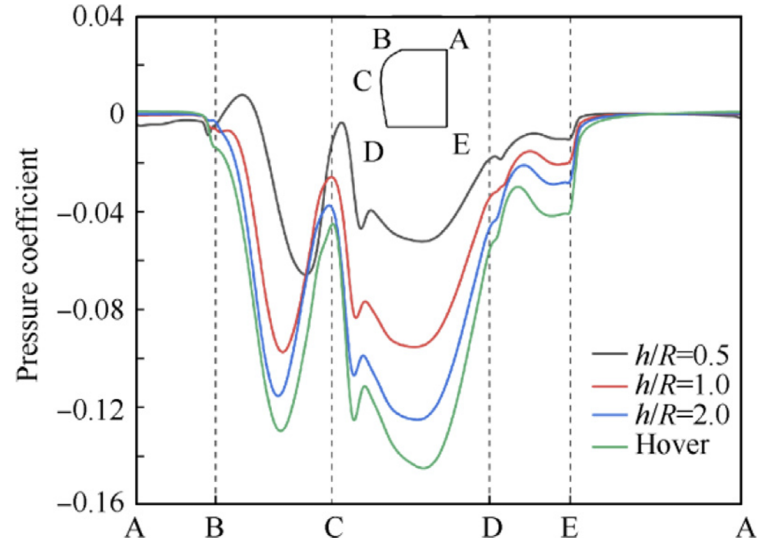 0.04
0
−0.04
−0.08
−0.12
−0.16
Pressure coefficient
B A
C
D E
h/R=0.5
h/R=1.0
h/R=2.0
Hover
A B C D E A